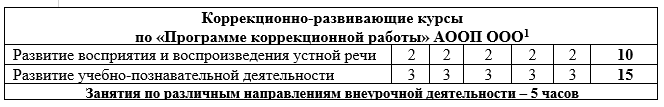 Коррекционно-развивающие курсы
по «Программе коррекционной работы» АООП ООО1
Развитие восприятия и воспроизведения устной речи 2 2 2 2 2 10
Развитие учебно-познавательной деятельности 3 3 3 3 3 15
Занятия по различным направлениям внеурочной деятельности – 5 часов